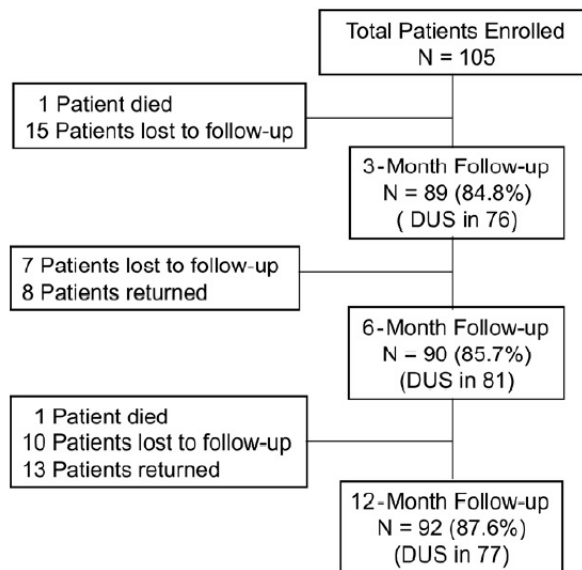 Total Patients Enrolled
N = 105
1 Patient died
15 Patients lost to follow-up
3-Month Follow-up
N = 89 (84.8%)
( DUS in 76)
7 Patients lost to follow-up
8 Patients returned
6-Month Follow-up
N – 90 (85.7%)
(DUS in 81)
1 Patient died
10 Patients lost to follow-up
13 Patients returned
12-Month Follow-up
N = 92 (87.6%)
(DUS in 77)